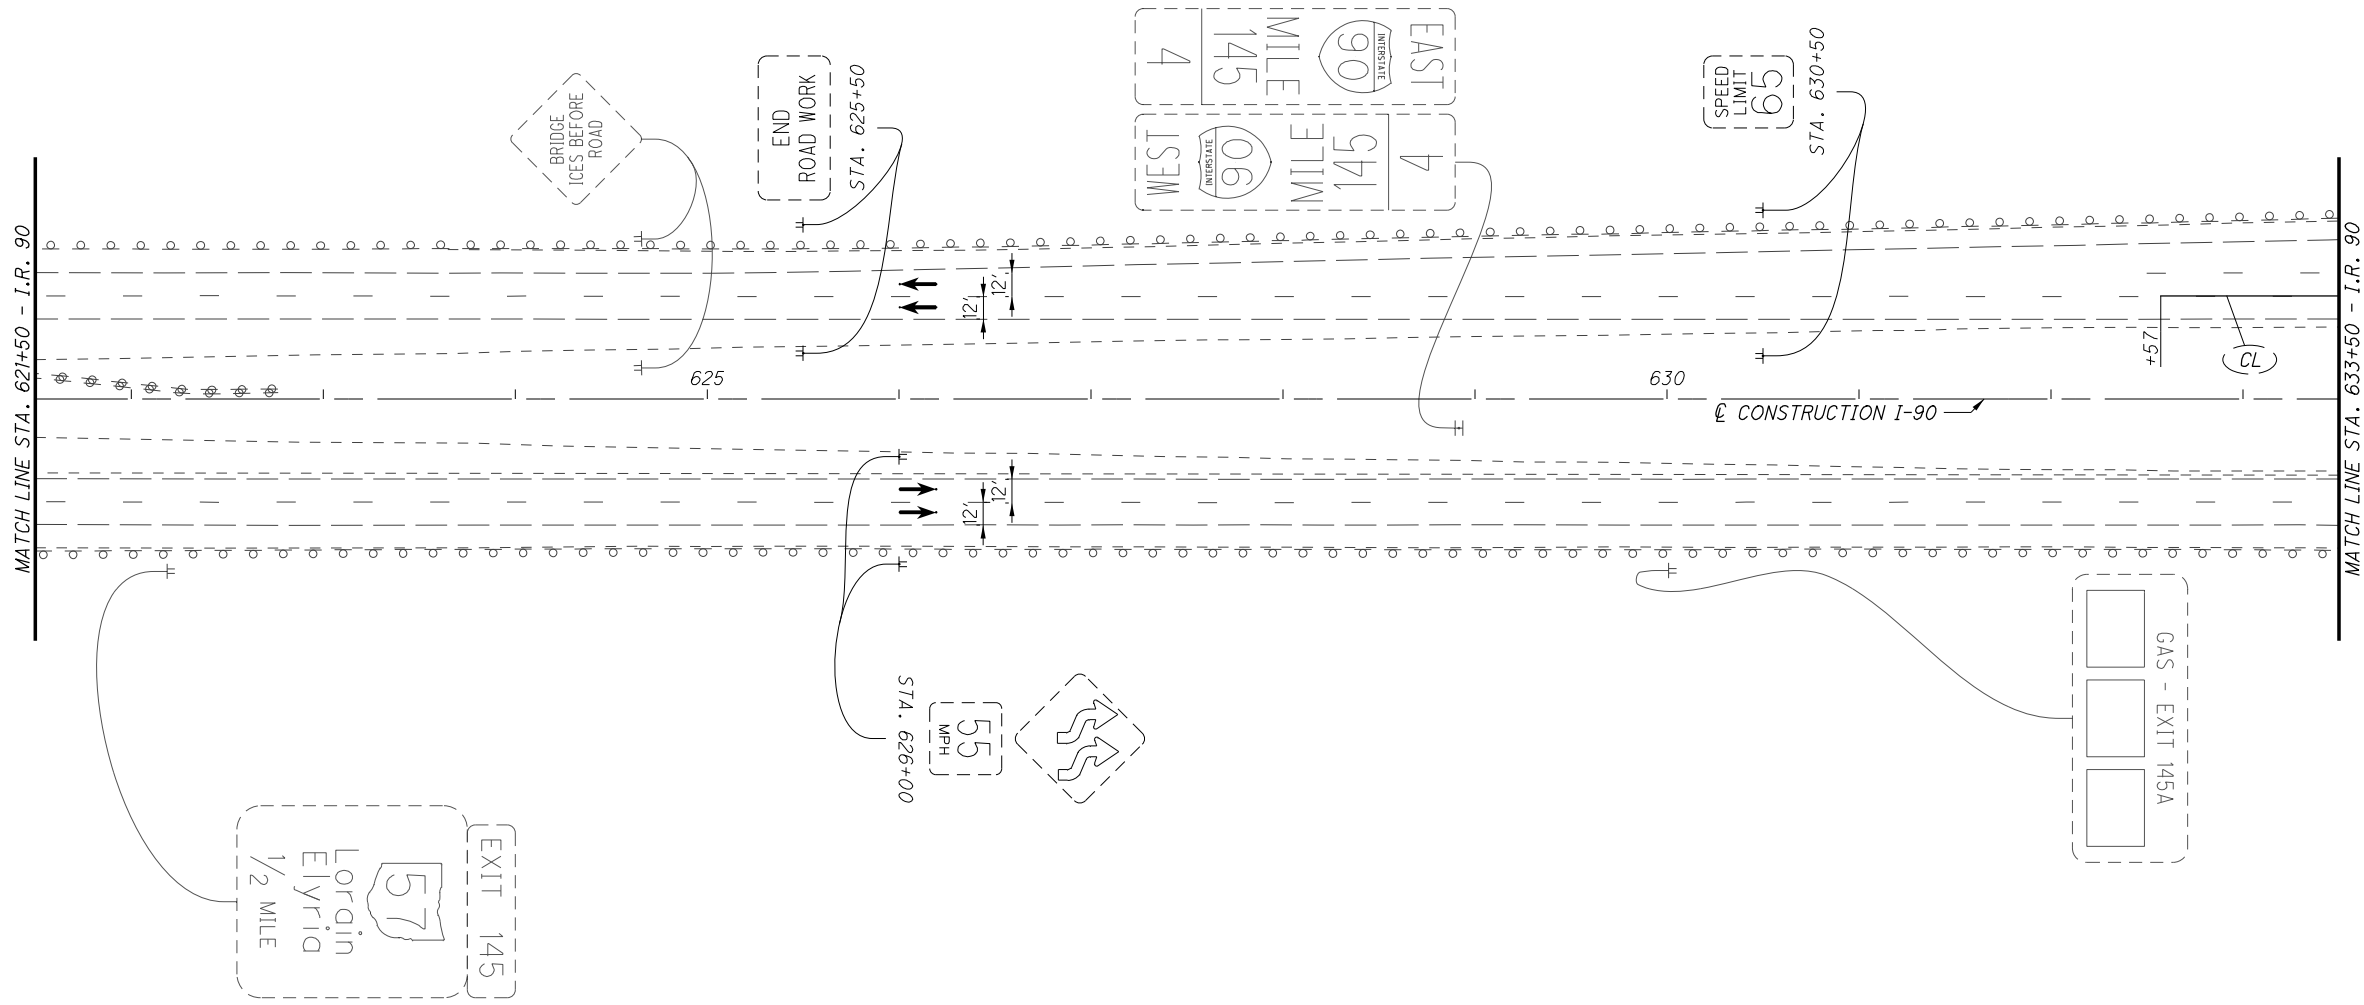 MATCH LINE STA. 621+50 - I.R. 90
BRIDGE
ICES BEFORE
ROAD
END
ROAD WORK
STA. 625+50
EAST
INTERSTATE
90
MILE
145
4
WEST
INTERSTATE
90
MILE
145
4
SPEED
LIMIT
65
STA. 630+50
12'
12'
625
630
+57
CL
℄ CONSTRUCTION I-90
12'
12'
STA. 626+00
55
MPH
EXIT 145
57
Lorain
Elyria
1/2 MILE
GAS - EXIT 145A
MATCH LINE STA. 633+50 - I.R. 90